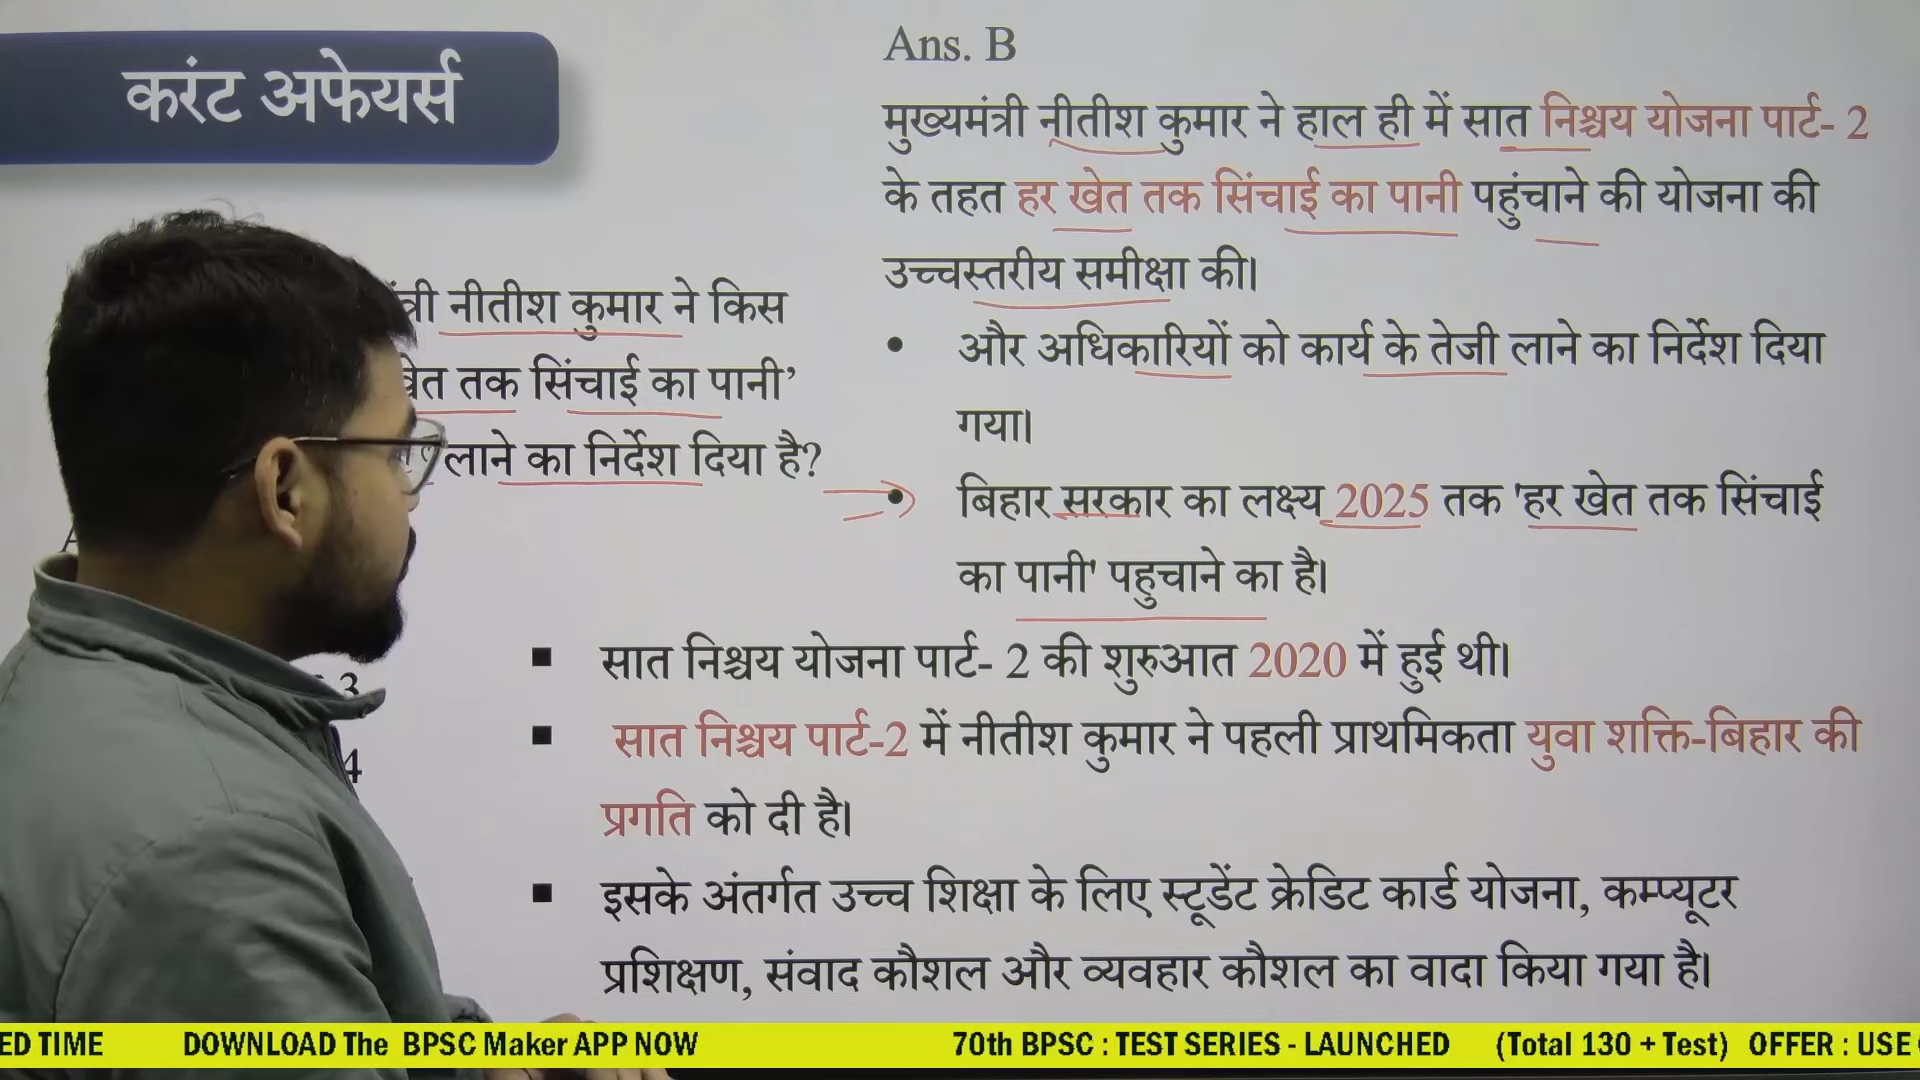 करंट अफेयर्स
नीतीश कुमार ने किस
तक सिंचाई का पानी’
लाने का निर्देश दिया है?
3
4
Ans. B
मुख्यमंत्री नीतीश कुमार ने हाल ही में सात निश्चय योजना पार्ट- 2
के तहत हर खेत तक सिंचाई का पानी पहुंचाने की योजना की
उच्चस्तरीय समीक्षा की।
• और अधिकारियों को कार्य के तेजी लाने का निर्देश दिया
गया।
• बिहार सरकार का लक्ष्य 2025 तक 'हर खेत तक सिंचाई
का पानी' पहुचाने का है।
▪ सात निश्चय योजना पार्ट- 2 की शुरुआत 2020 में हुई थी।
▪ सात निश्चय पार्ट-2 में नीतीश कुमार ने पहली प्राथमिकता युवा शक्ति-बिहार की
प्रगति को दी है।
▪ इसके अंतर्गत उच्च शिक्षा के लिए स्टूडेंट क्रेडिट कार्ड योजना, कम्प्यूटर
प्रशिक्षण, संवाद कौशल और व्यवहार कौशल का वादा किया गया है।
ED TIME DOWNLOAD The BPSC Maker APP NOW 70th BPSC : TEST SERIES - LAUNCHED (Total 130 + Test) OFFER : USE